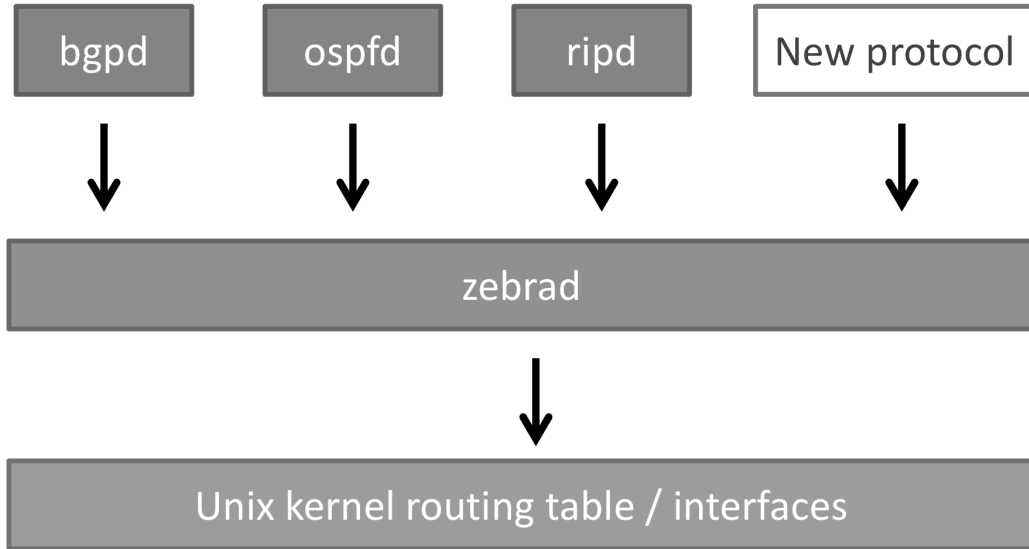 bgpd
ospfd
ripd
New protocol
zebrad
Unix kernel routing table / interfaces